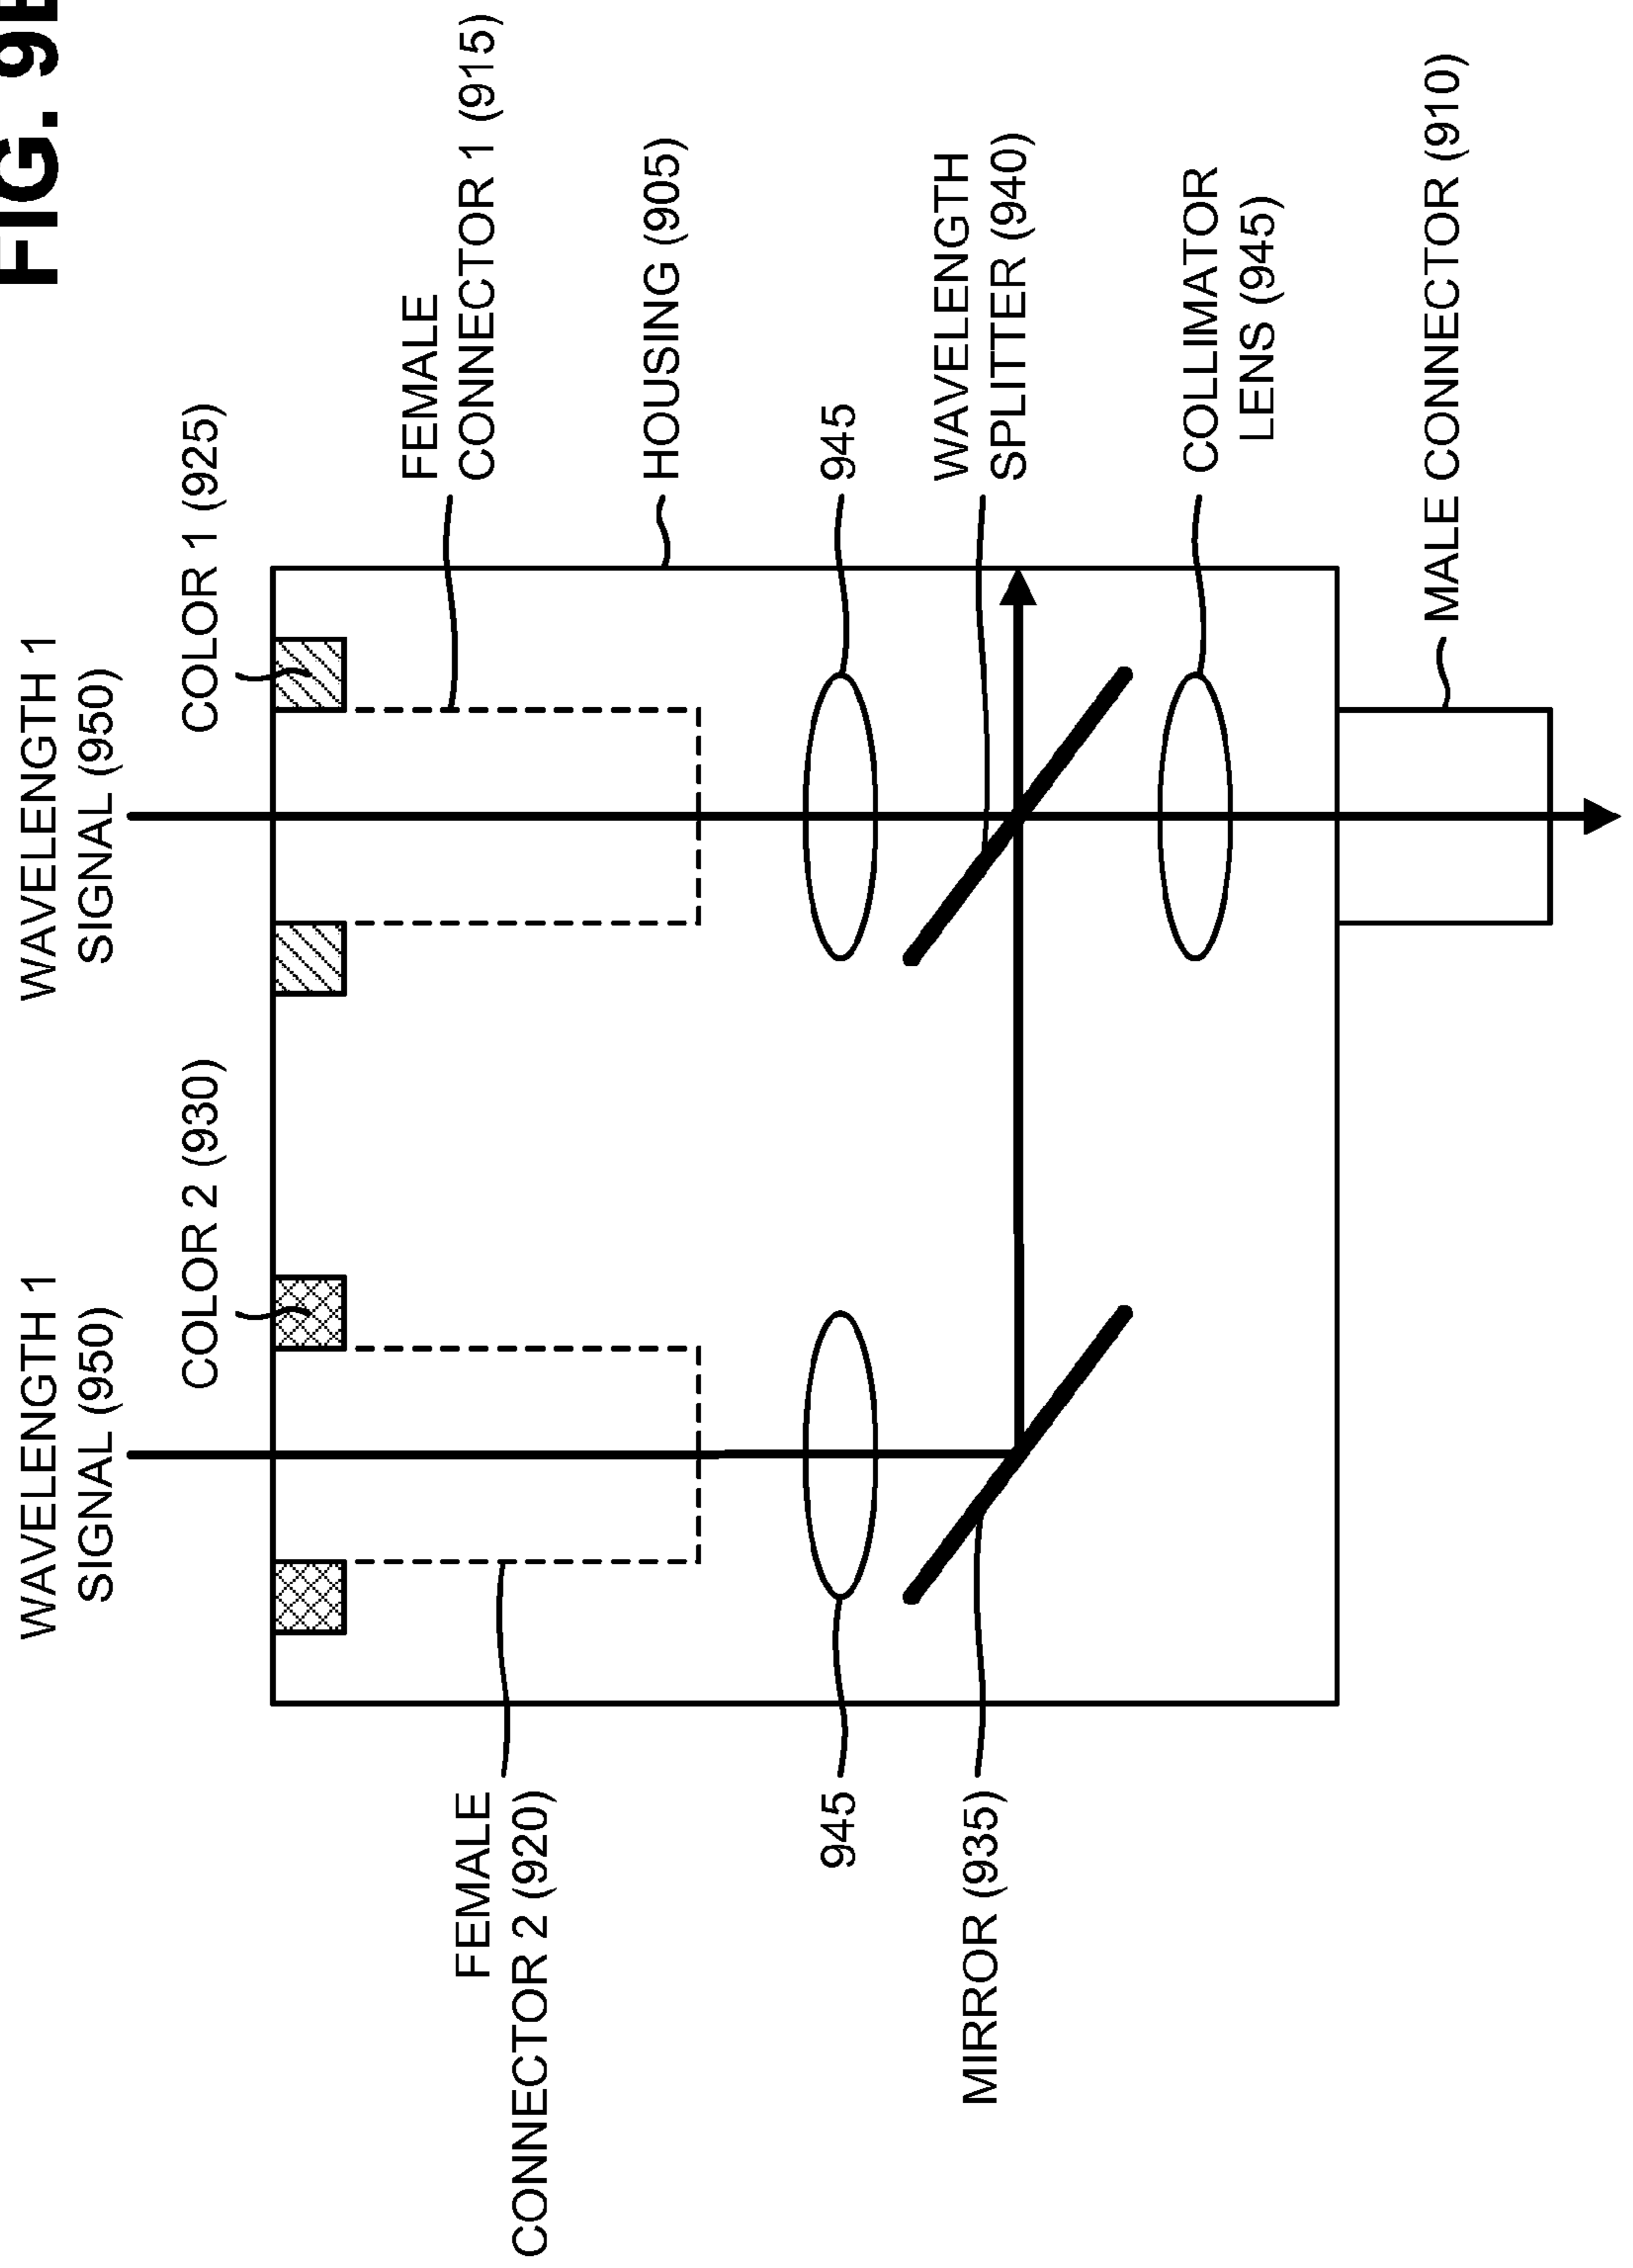 FIG. 9
WAVELENGTH 1
SIGNAL (950)
WAVELENGTH 1
SIGNAL (950)
COLOR 2 (930)
COLOR 1 (925)
FEMALE
CONNECTOR 2 (920)
FEMALE
CONNECTOR 1 (915)
HOUSING (905)
945
945
MIRROR (935)
WAVELENGTH
SPLITTER (940)
COLLIMATOR
LENS (945)
MALE CONNECTOR (910)